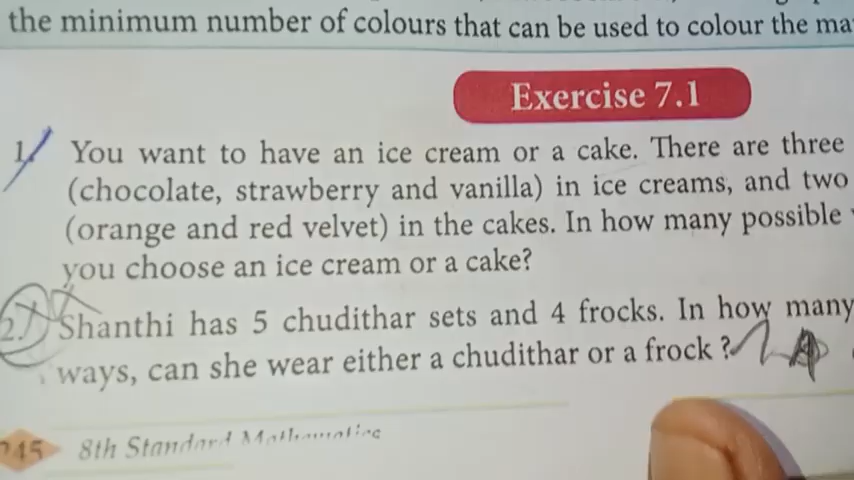 the minimum number of colours that can be used to colour the ma
Exercise 7.1
1. You want to have an ice cream or a cake. There are three
(chocolate, strawberry and vanilla) in ice creams, and two
(orange and red velvet) in the cakes. In how many possible
you choose an ice cream or a cake?
2. Shanthi has 5 chudithar sets and 4 frocks. In how many
ways, can she wear either a chudithar or a frock ?
245 8th Standard Mathematics